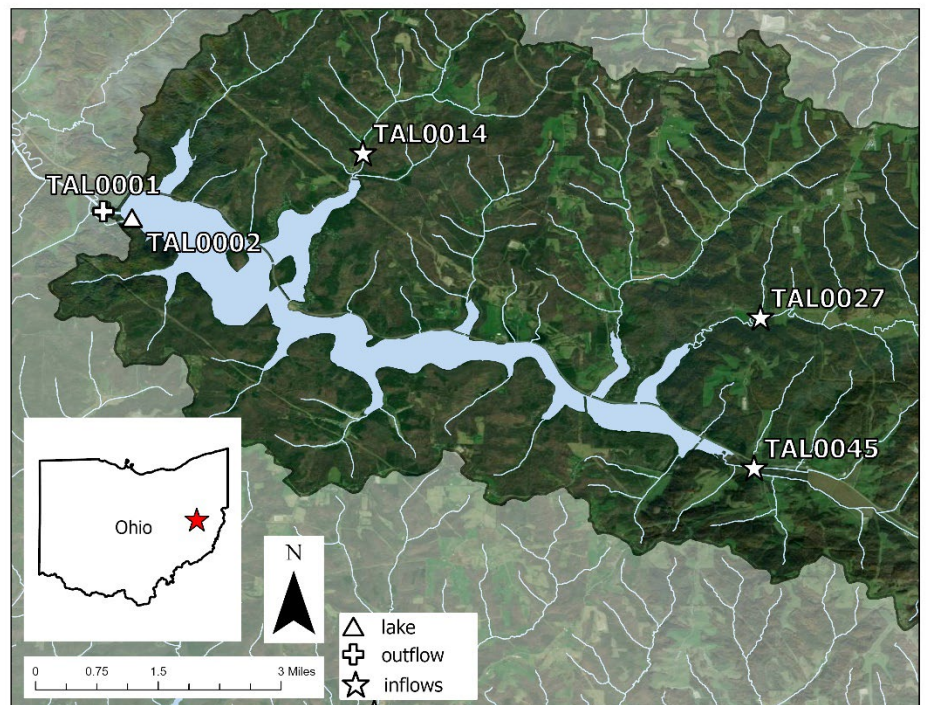 TAL0014
TAL0001
TAL0002
TAL0027
TAL0045
Ohio
N
lake
outflow
inflows
0 0.75 1.5 3 Miles